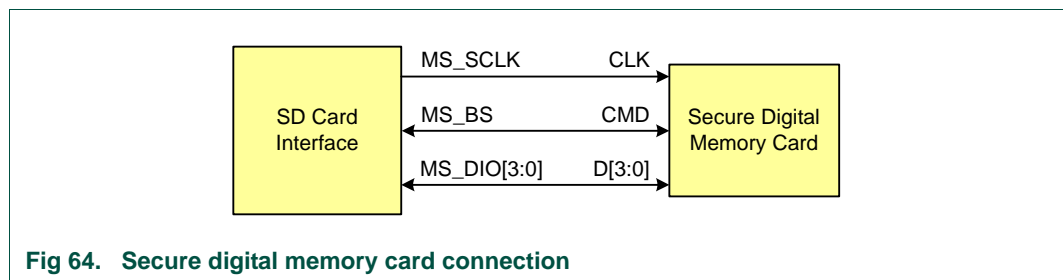 MS_SCLK CLK
SD Card
Interface
MS_BS CMD
Secure Digital
Memory Card
MS_DIO[3:0] D[3:0]
Fig 64. Secure digital memory card connection